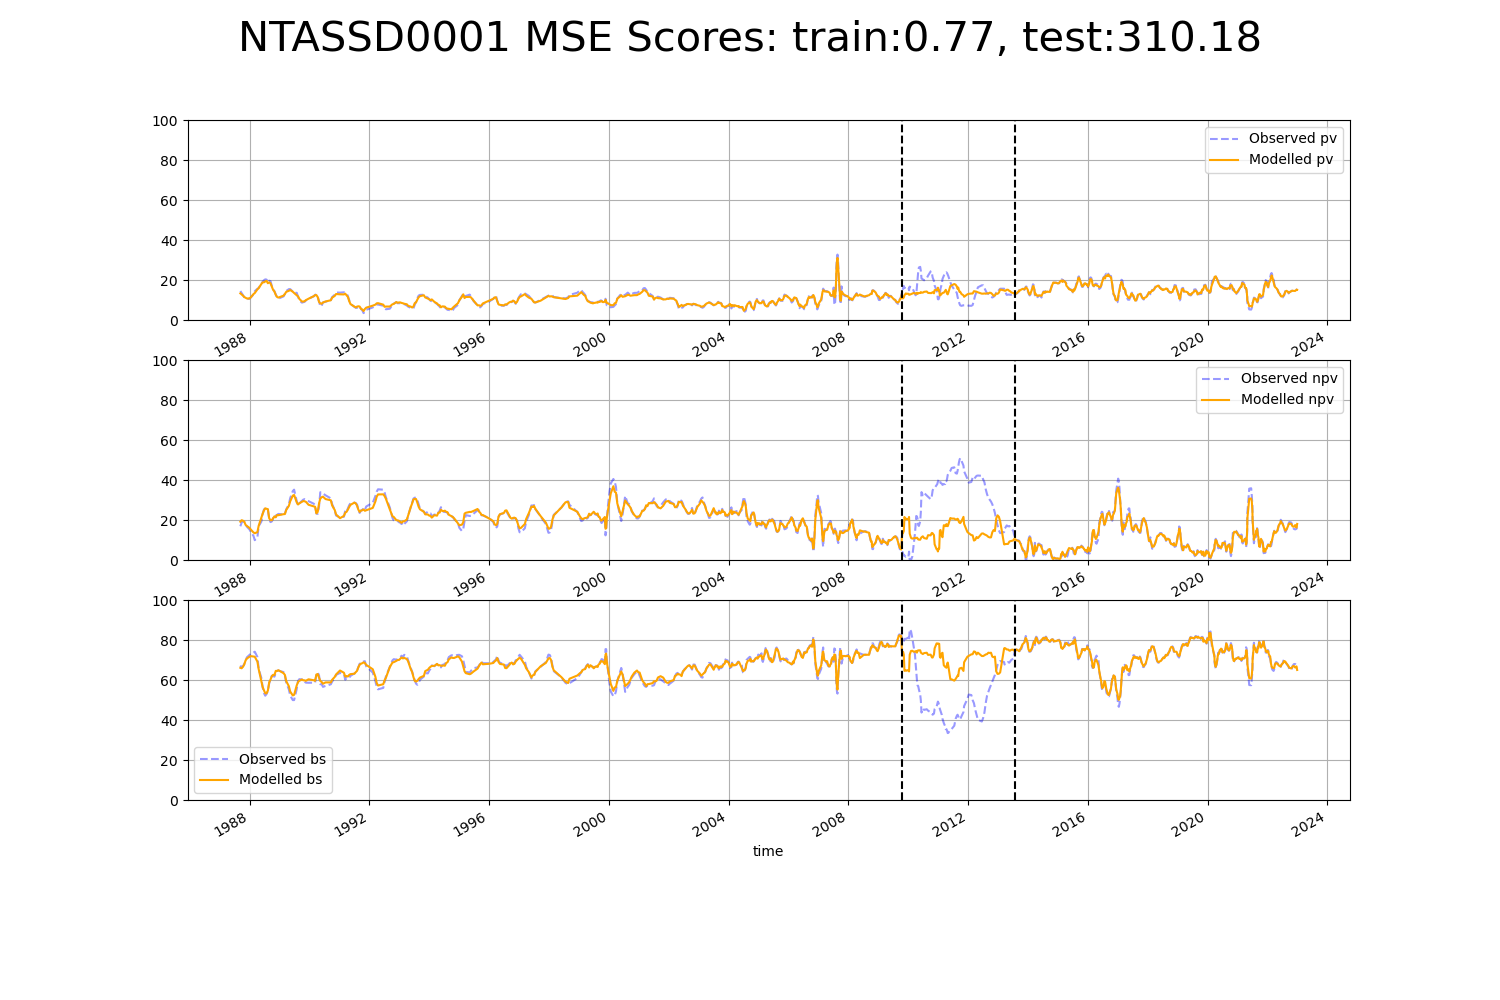 NTASSD0001 MSE Scores: train:0.77, test:310.18
100
80
60
40
20
0
Observed pv
Modelled pv
1988 1992 1996 2000 2004 2008 2012 2016 2020 2024
100
80
60
40
20
0
Observed npv
Modelled npv
1988 1992 1996 2000 2004 2008 2012 2016 2020 2024
100
80
60
40
20
0
Observed bs
Modelled bs
1988 1992 1996 2000 2004 2008 2012 2016 2020 2024
time